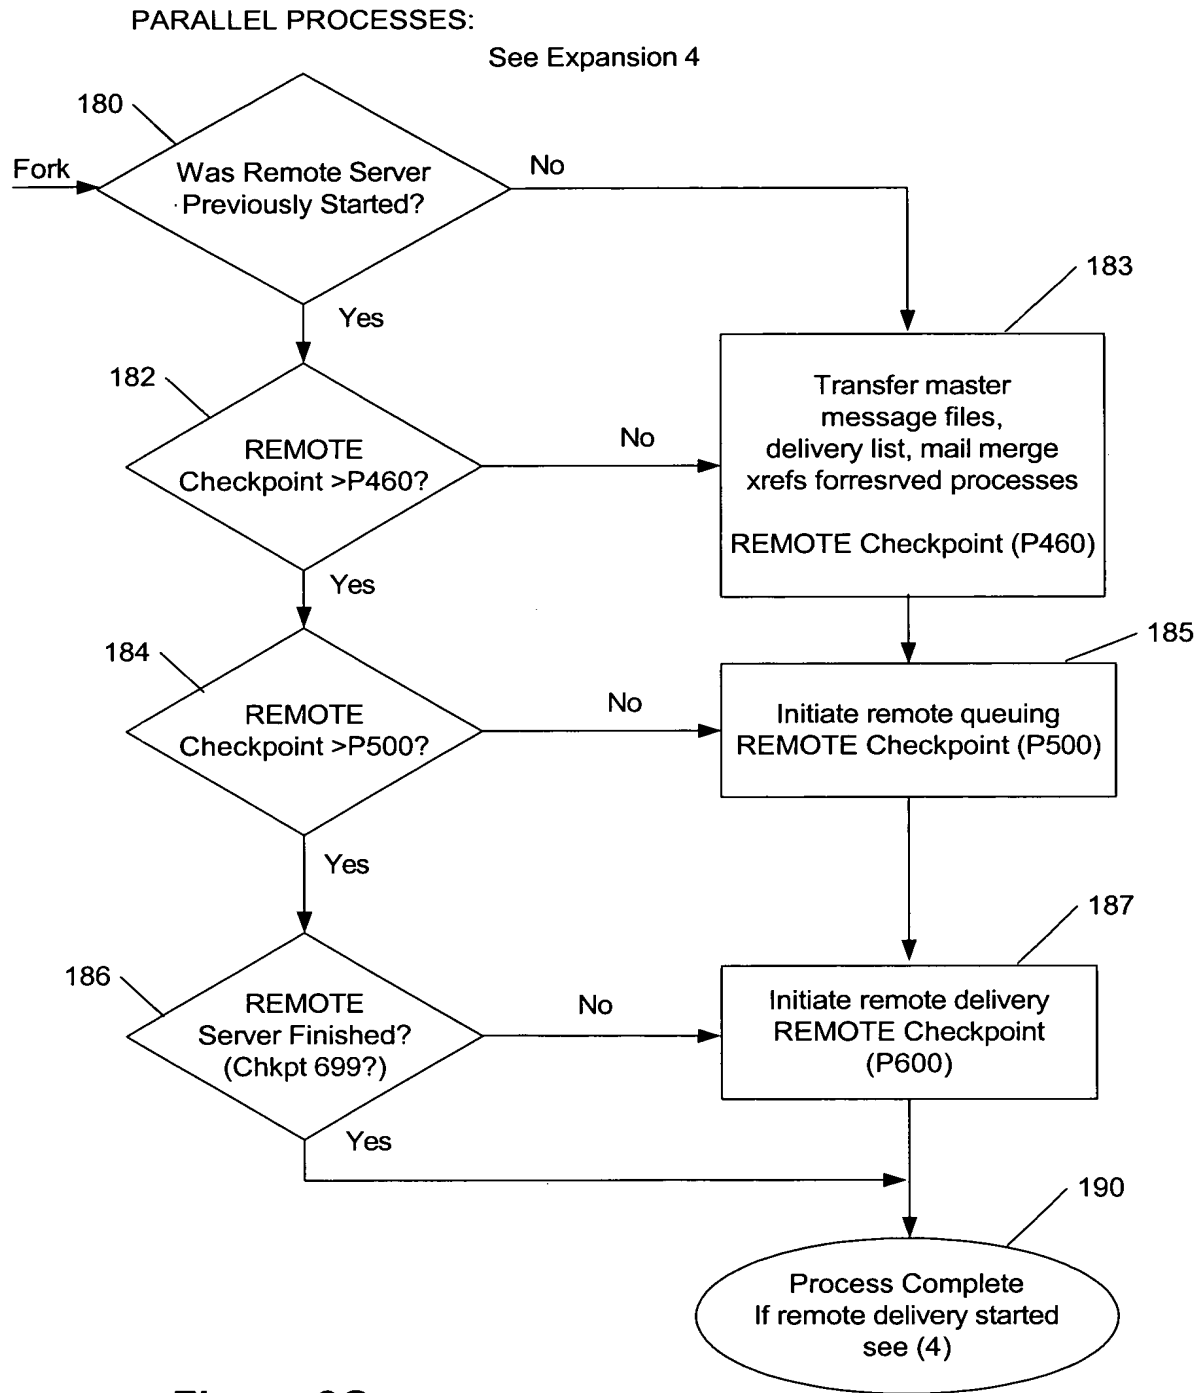 PARALLEL PROCESSES:
See Expansion 4
180
Fork
Was Remote Server
Previously Started?
No
183
Yes
182
REMOTE
Checkpoint >P460?
No
Transfer master
message files,
delivery list, mail merge
xrefs forresrved processes
REMOTE Checkpoint (P460)
Yes
184
REMOTE
Checkpoint >P500?
No
185
Initiate remote queuing
REMOTE Checkpoint (P500)
Yes
186
REMOTE
Server Finished?
(Chkpt 699?)
No
187
Initiate remote delivery
REMOTE Checkpoint
(P600)
Yes
190
Process Complete
If remote delivery started
see (4)